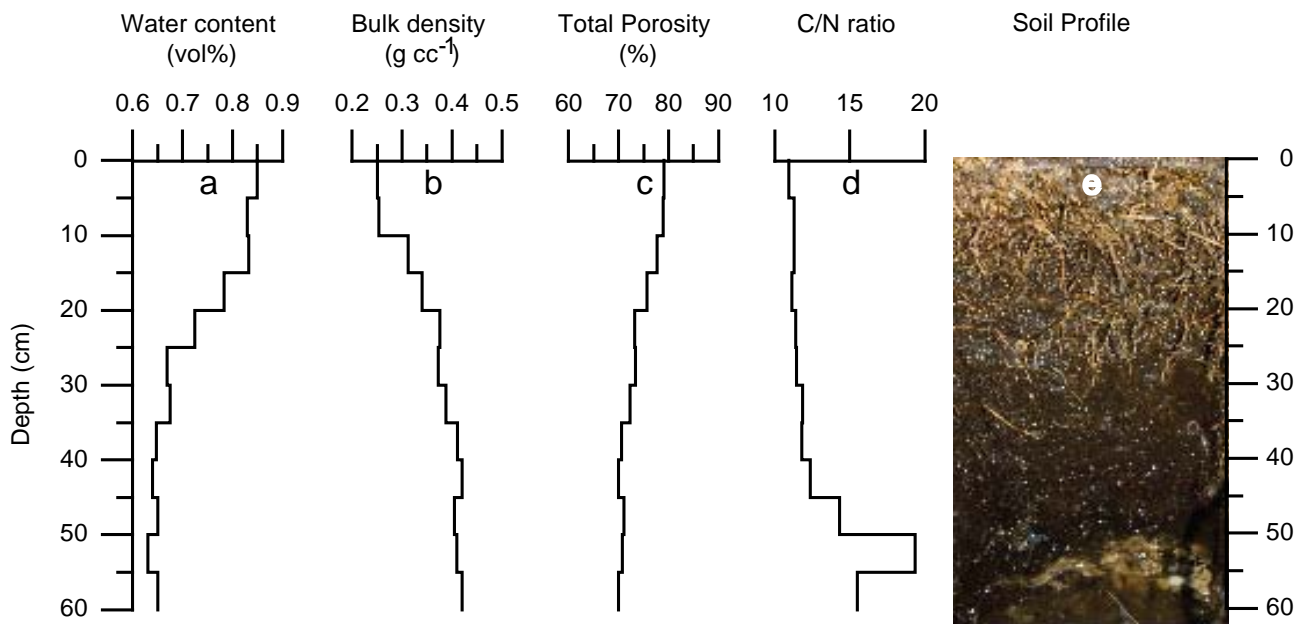 Water content
(vol%)
Bulk density
(g cc-1)
Total Porosity
(%)
C/N ratio
Soil Profile
0.6 0.7 0.8 0.9
0.2 0.3 0.4 0.5
60 70 80 90
10 15 20
Depth (cm)
0
10
20
30
40
50
60
a
b
c
d
e
0
10
20
30
40
50
60